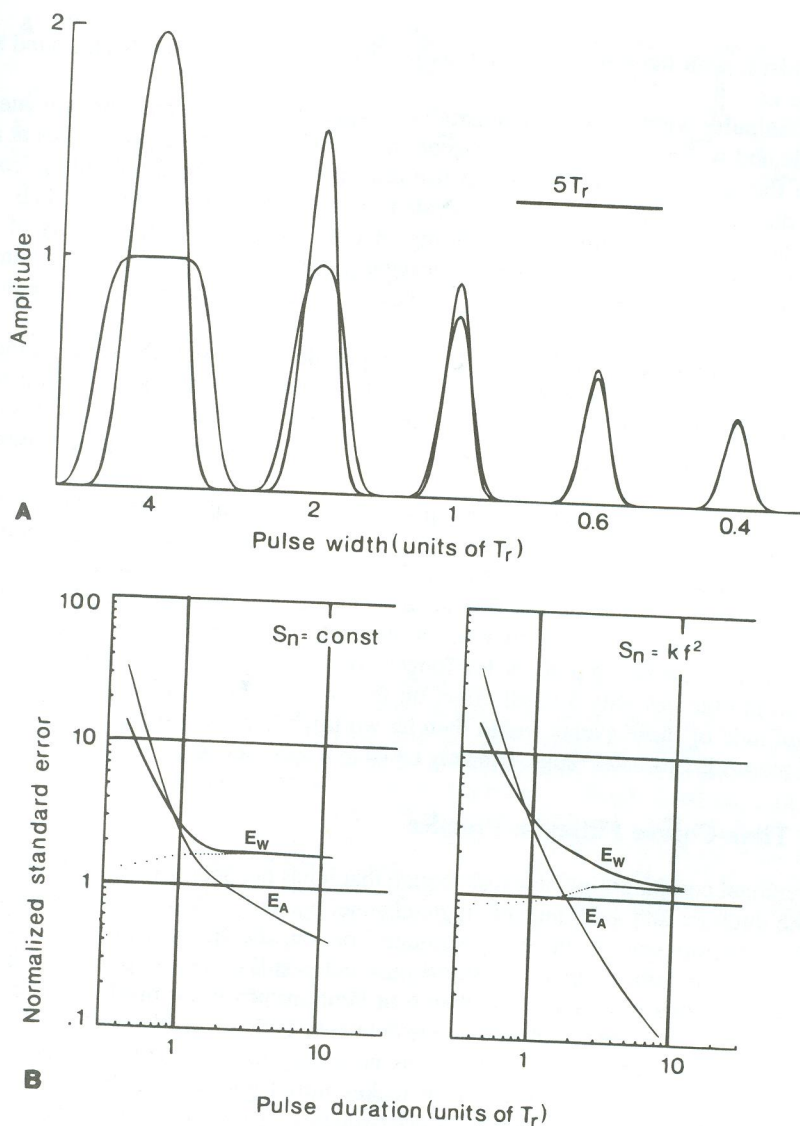 2
5Tr
1
Amplitude
4 2 1 0.6 0.4
A
Pulse width (units of Tr)
100
10
1
.1
Normalized standard error
Sn = const
EW
EA
1 10
Sn = kf²
EW
EA
1 10
B
Pulse duration (units of Tr)